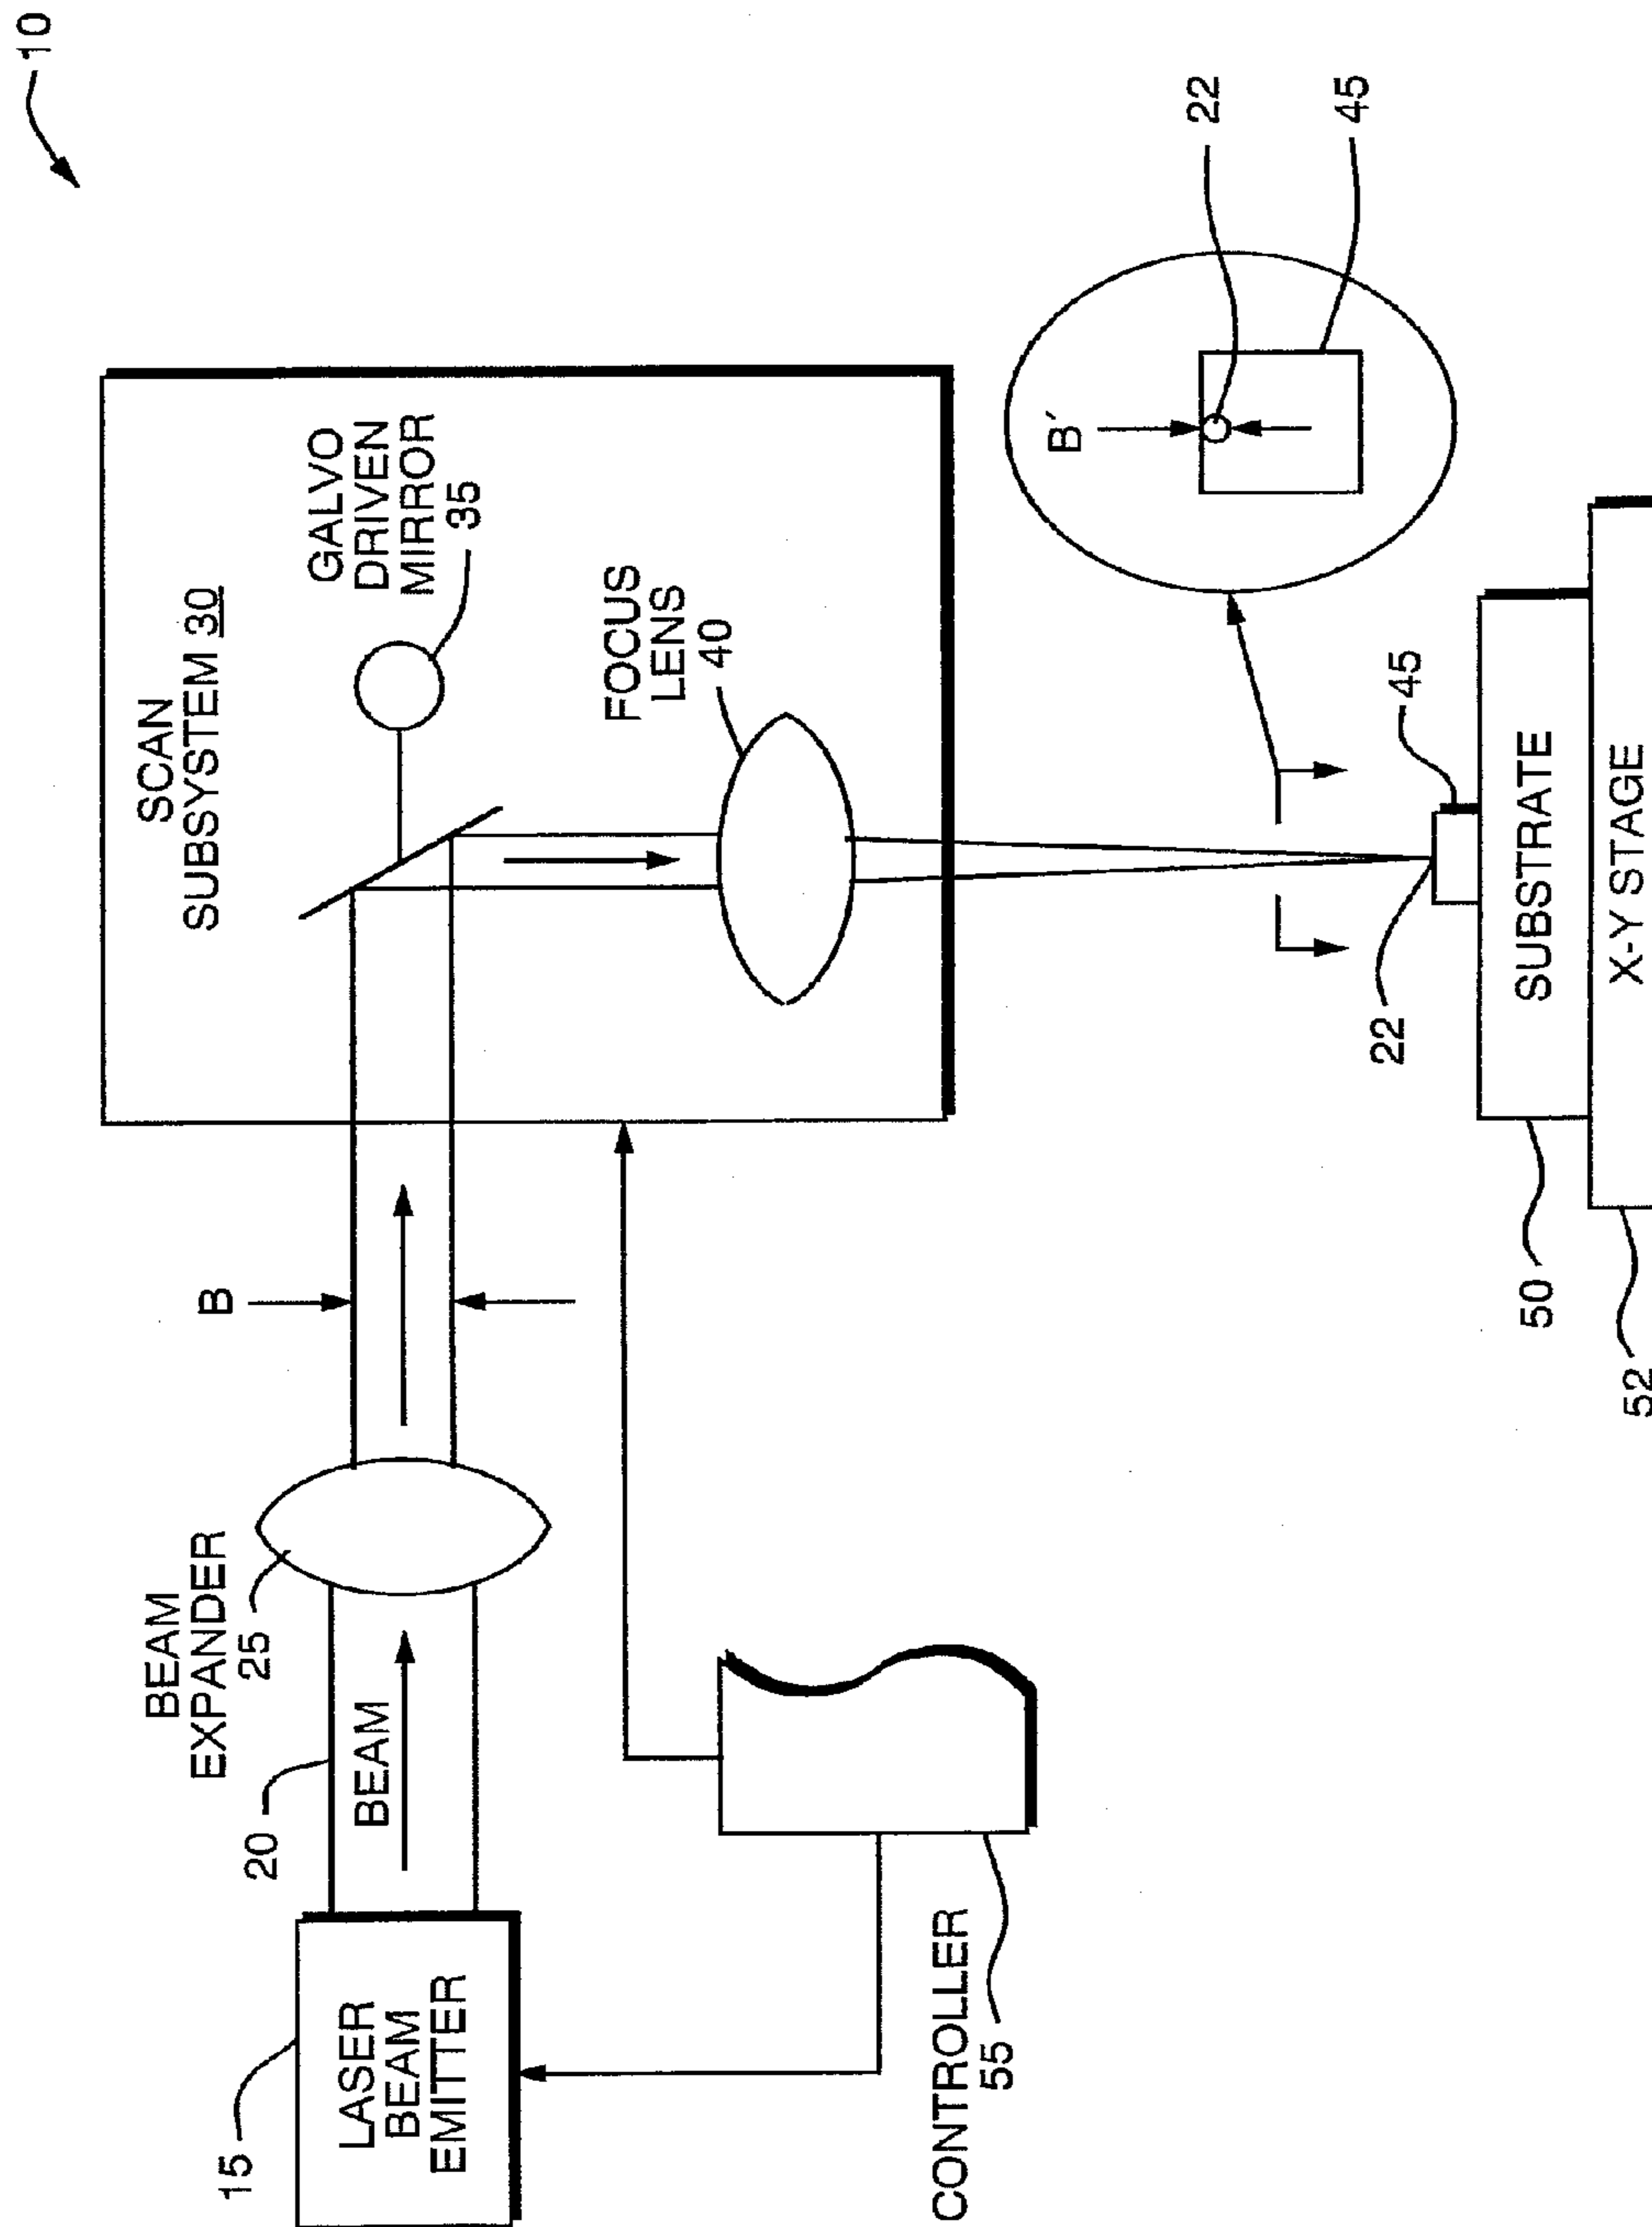 10
SCAN
SUBSYSTEM 30
GALVO
DRIVEN
MIRROR
35
FOCUS
LENS
40
BEAM
EXPANDER
25
B
20
BEAM
15
LASER
BEAM
EMITTER
CONTROLLER
55
B′
22
45
45
22
SUBSTRATE
50
X-Y STAGE
52